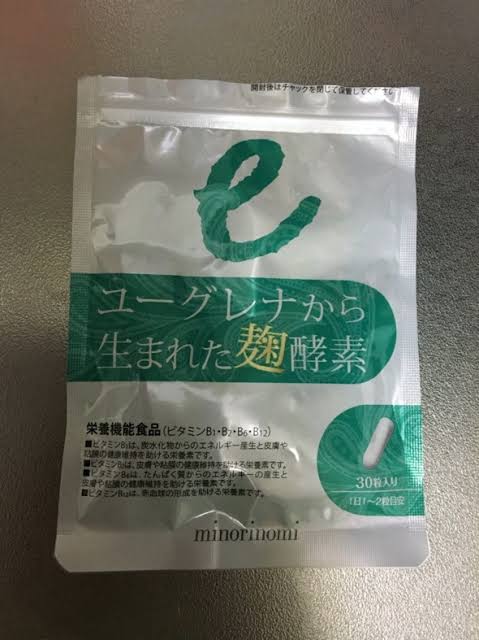 開封後はチャックを閉じて保管してください
e
ユーグレナから
生まれた麹酵素
栄養機能食品(ビタミンB1・B2・B6・B12)
■ビタミンB1は、炭水化物からのエネルギー産生と皮膚や
粘膜の健康維持を助ける栄養素です。
■ビタミンB2は、皮膚や粘膜の健康維持を助ける栄養素です。
■ビタミンB6は、たんぱく質からのエネルギーの産生と
皮膚や粘膜の健康維持を助ける栄養素です。
■ビタミンB12は、赤血球の形成を助ける栄養素です。
30粒入り
1日1〜2粒目安
minorinomi